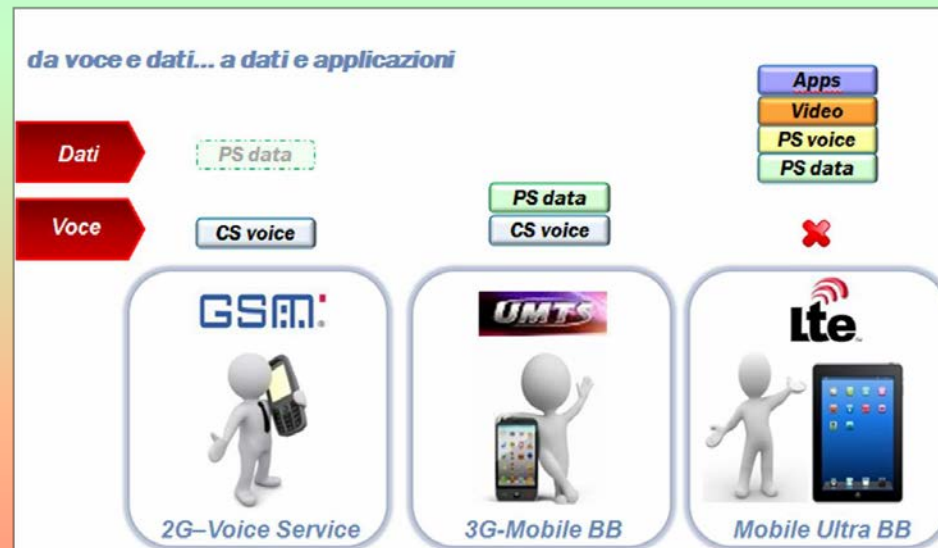 da voce e dati... a dati e applicazioni
Apps
Video
PS voice
PS data
Dati
PS data
PS data
CS voice
Voce
CS voice
GSM
UMTS
lte
2G–Voice Service
3G-Mobile BB
Mobile Ultra BB